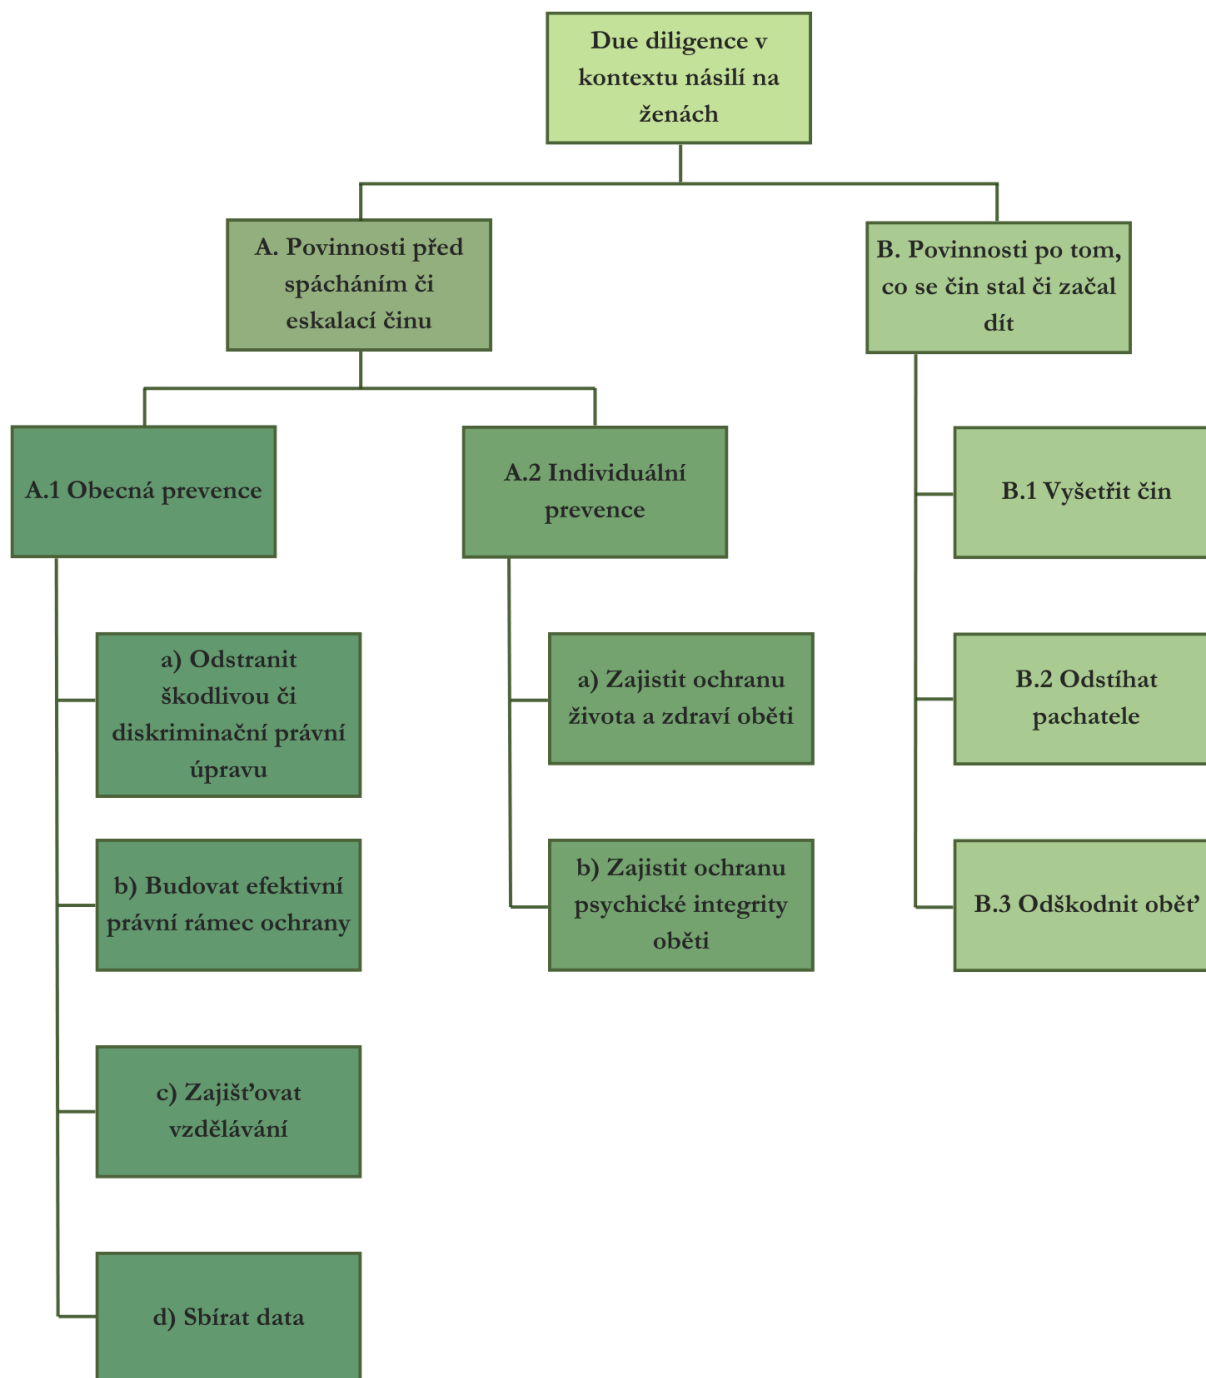 Due diligence v
kontextu násilí na
ženách
A. Povinnosti před
spácháním či
eskalací činu
B. Povinnosti po tom,
co se čin stal či začal
dít
A.1 Obecná prevence
A.2 Individuální
prevence
B.1 Vyšetřit čin
a) Odstranit
škodlivou či
diskriminační právní
úpravu
a) Zajistit ochranu
života a zdraví oběti
B.2 Odstíhat
pachatele
b) Budovat efektivní
právní rámec ochrany
b) Zajistit ochranu
psychické integrity
oběti
B.3 Odškodnit oběť
c) Zajišťovat
vzdělávání
d) Sbírat data